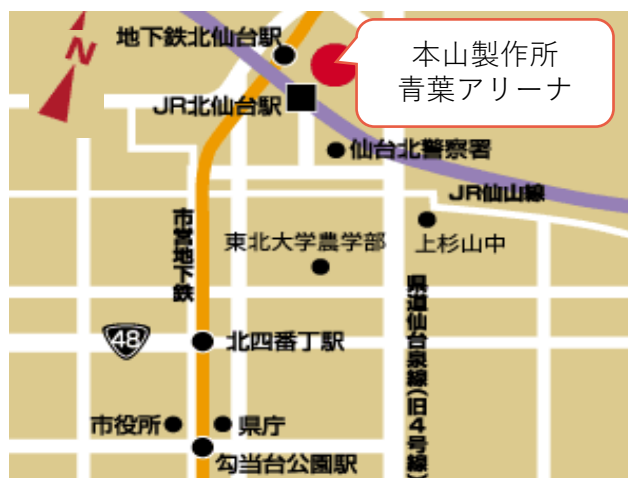 N
地下鉄北仙台駅
本山製作所
青葉アリーナ
JR北仙台駅
仙台北警察署
JR仙山線
市営地下鉄
東北大学農学部
上杉山中
県道仙台泉線(旧4号線)
48
北四番丁駅
市役所
県庁
勾当台公園駅